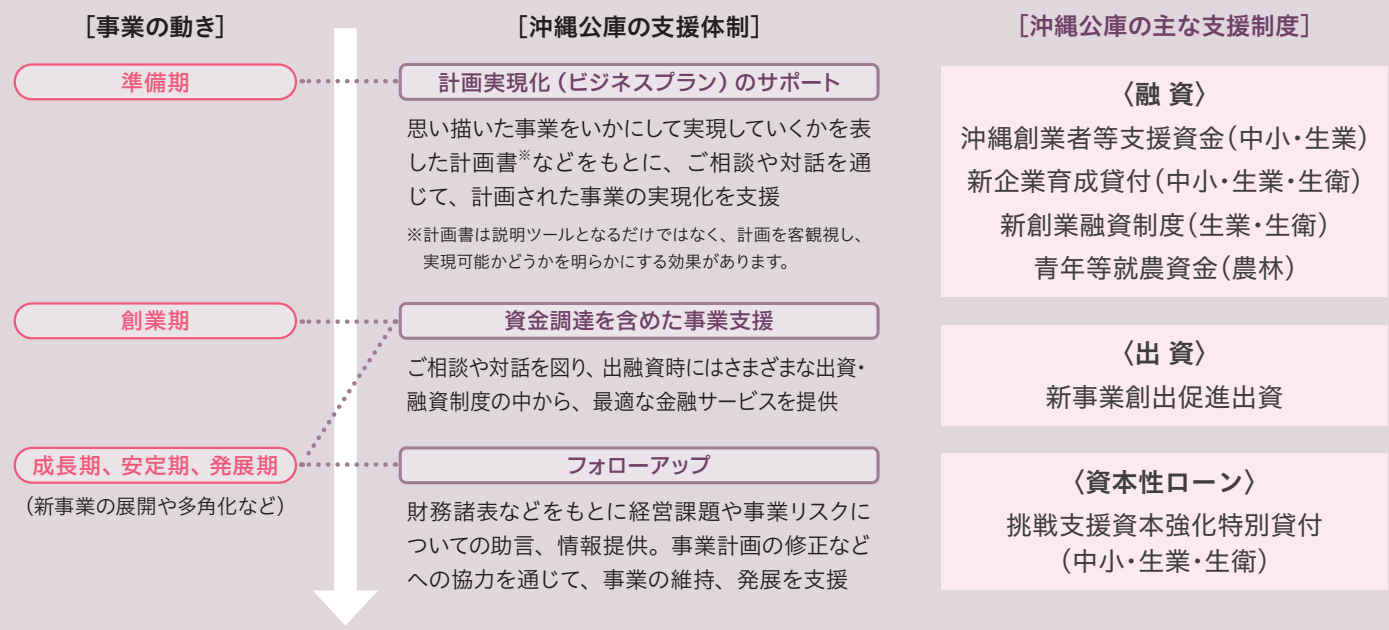 [事業の動き]
準備期
創業期
成長期、安定期、発展期
(新事業の展開や多角化など)
[沖縄公庫の支援体制]
計画実現化(ビジネスプラン)のサポート
思い描いた事業をいかにして実現していくかを表
した計画書※などをもとに、ご相談や対話を通
じて、計画された事業の実現化を支援
※計画書は説明ツールとなるだけではなく、計画を客観視し、
実現可能かどうかを明らかにする効果があります。
資金調達を含めた事業支援
ご相談や対話を図り、出融資時にはさまざまな出資・
融資制度の中から、最適な金融サービスを提供
フォローアップ
財務諸表などをもとに経営課題や事業リスクに
ついての助言、情報提供。事業計画の修正など
への協力を通じて、事業の維持、発展を支援
[沖縄公庫の主な支援制度]
〈融 資〉
沖縄創業者等支援資金(中小・生業)
新企業育成貸付(中小・生業・生衛)
新創業融資制度(生業・生衛)
青年等就農資金(農林)
〈出 資〉
新事業創出促進出資
〈資本性ローン〉
挑戦支援資本強化特別貸付
(中小・生業・生衛)